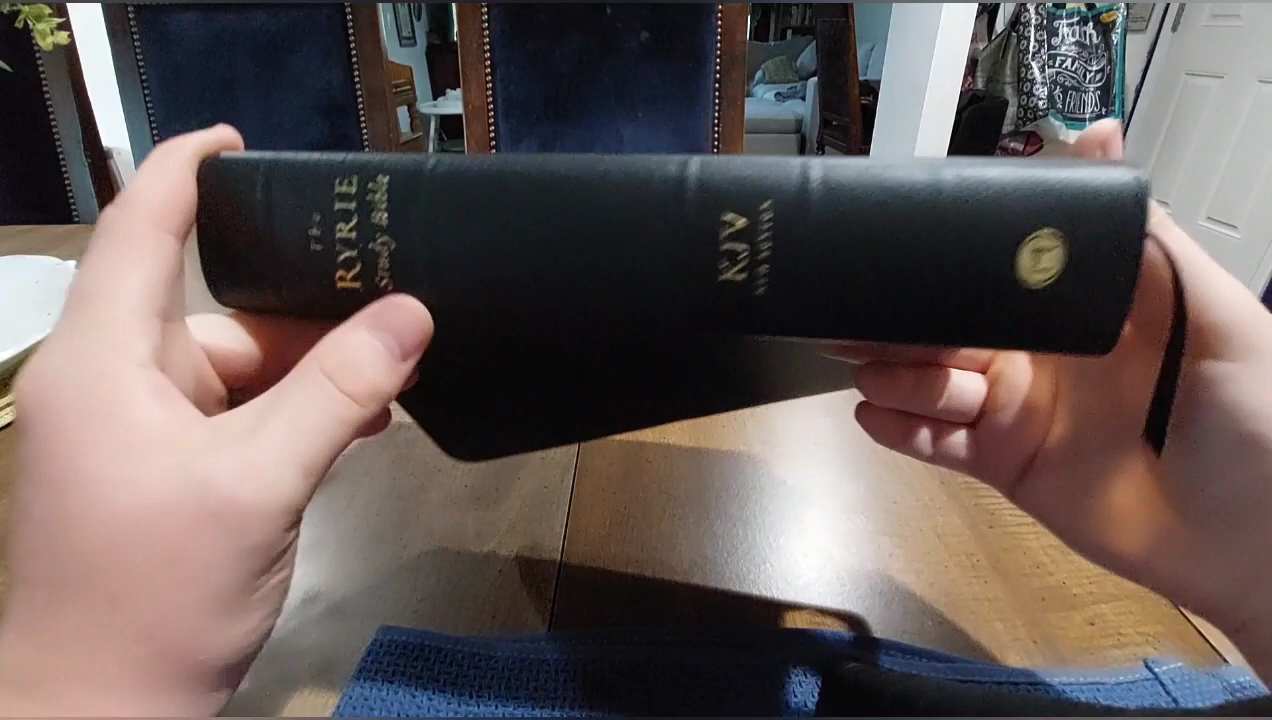 The
RYRIE
Study Bible
KJV
Faith
FAMILY
& FRIENDS